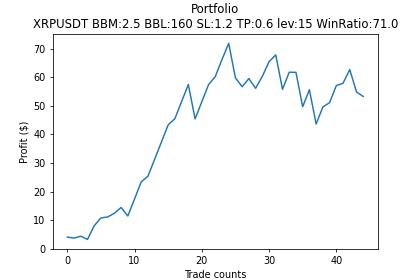 Portfolio
XRPUSDT BBM:2.5 BBL:160 SL:1.2 TP:0.6 lev:15 WinRatio:71.0
70
60
50
40
30
20
10
0
Profit ($)
0 10 20 30 40
Trade counts